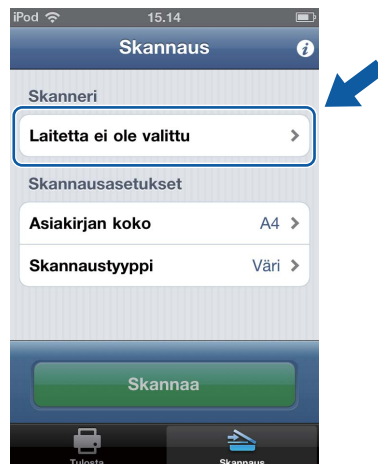 iPod 15.14
Skannaus i
Skanneri
Laitetta ei ole valittu
Skannausasetukset
Asiakirjan koko A4
Skannaustyyppi Väri
Skannaa
Tulosta Skannaus